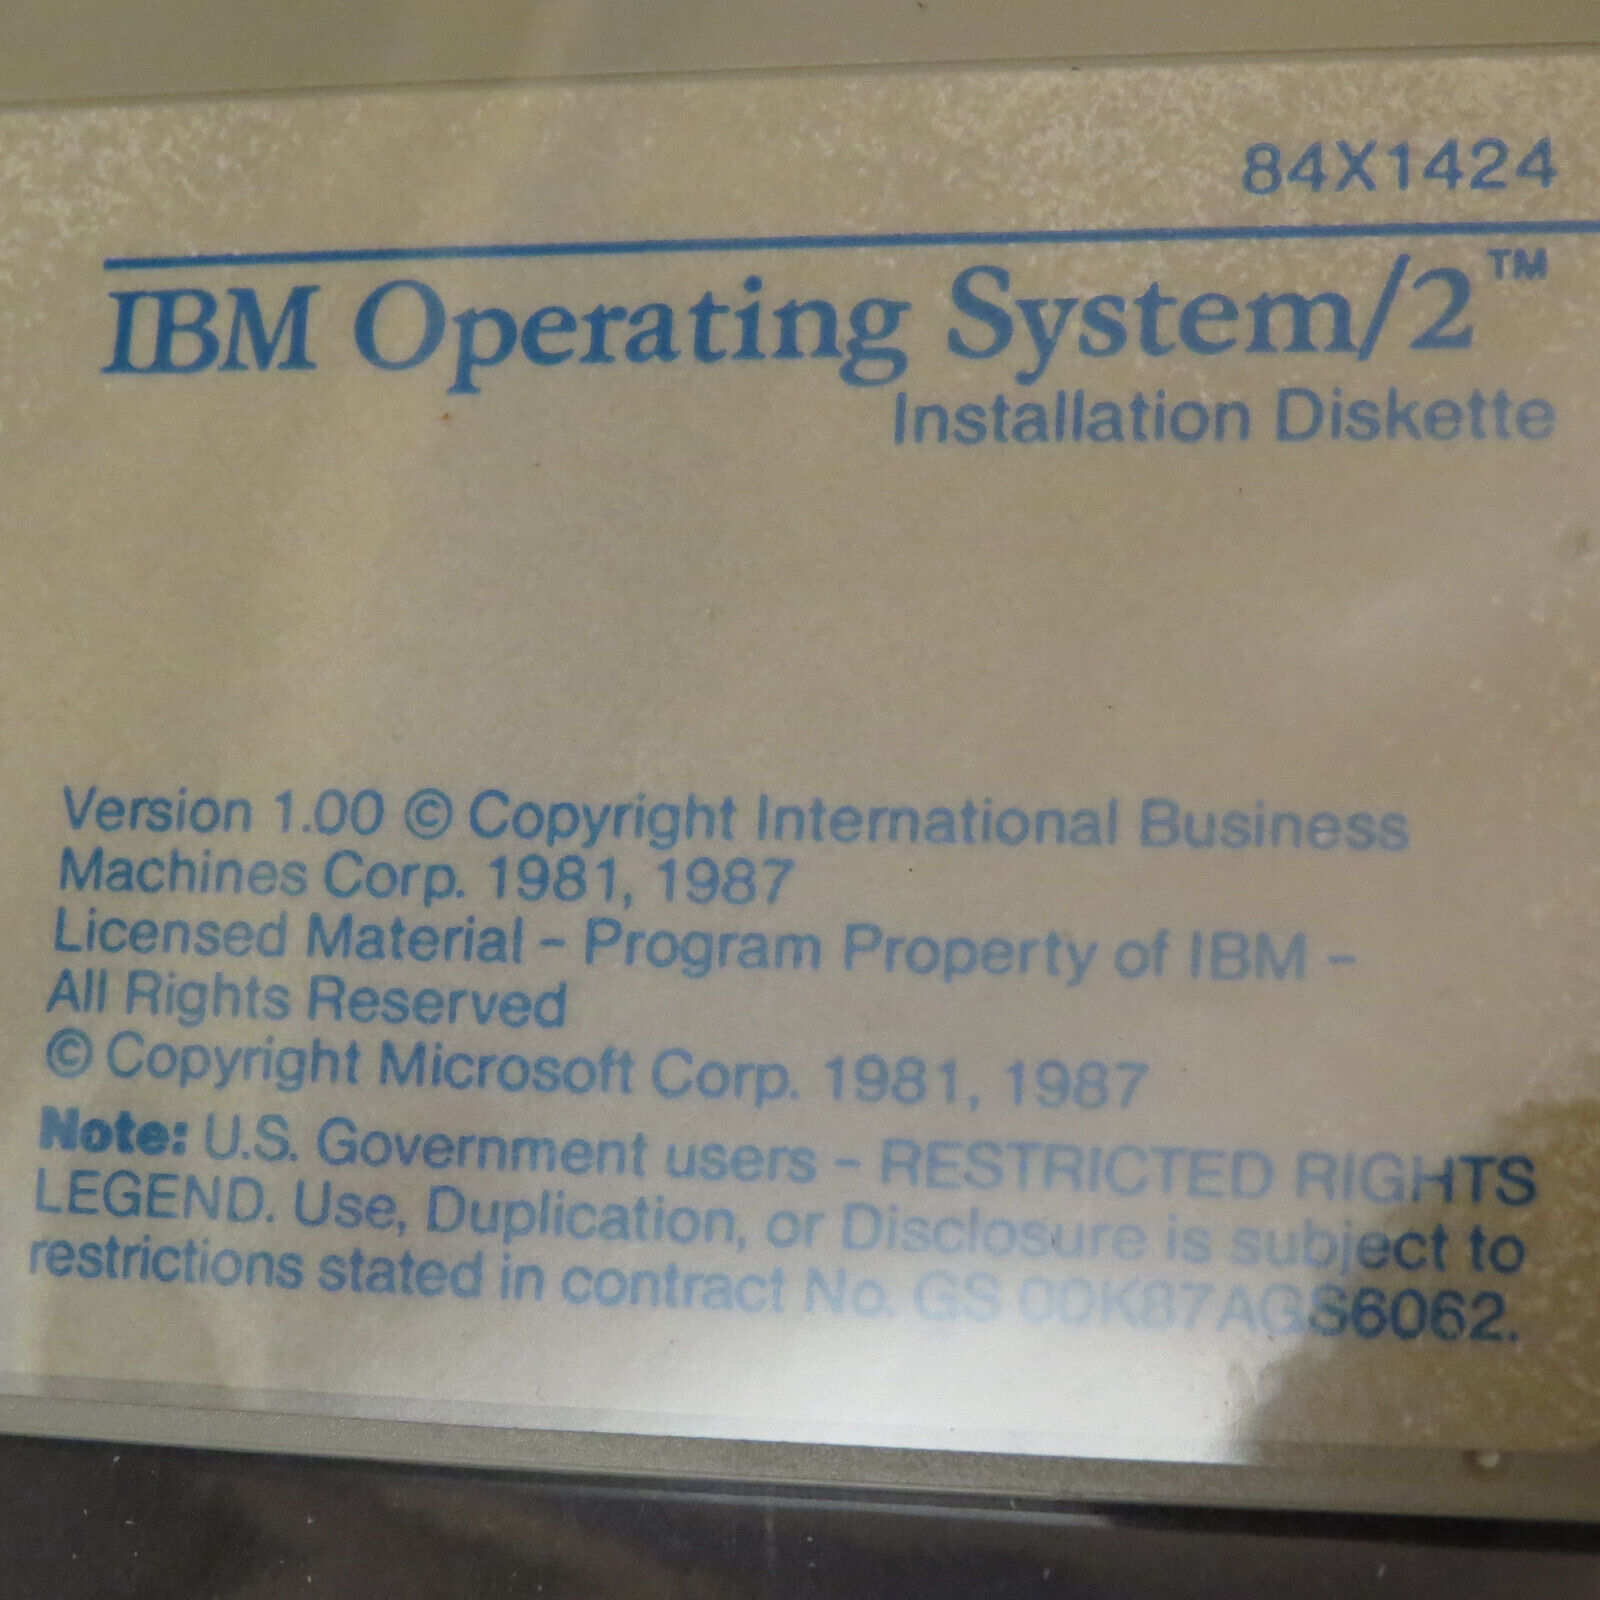 84X1424
IBM Operating System/2™
Installation Diskette
Version 1.00 © Copyright International Business
Machines Corp. 1981, 1987
Licensed Material – Program Property of IBM –
All Rights Reserved
© Copyright Microsoft Corp. 1981, 1987
Note: U.S. Government users – RESTRICTED RIGHTS
LEGEND. Use, Duplication, or Disclosure is subject to
restrictions stated in contract No. GS 00K87AGS6062.